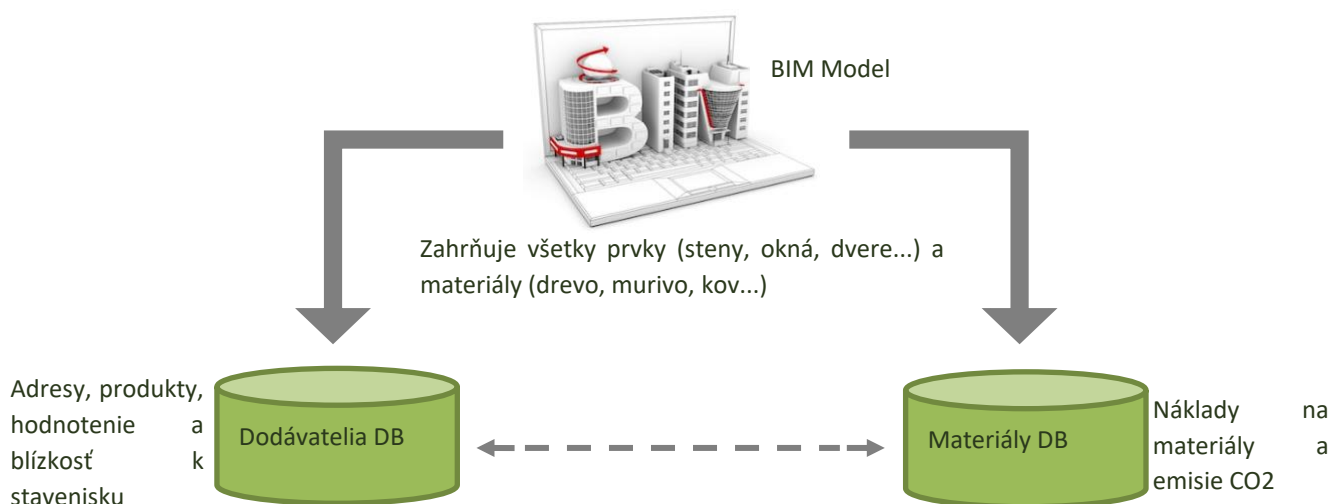 BIM
BIM Model
Zahrňuje všetky prvky (steny, okná, dvere...) a
materiály (drevo, murivo, kov...)
Adresy, produkty,
hodnotenie a
blízkosť k
stavenisku
Dodávatelia DB
Materiály DB
Náklady na
materiály a
emisie CO2